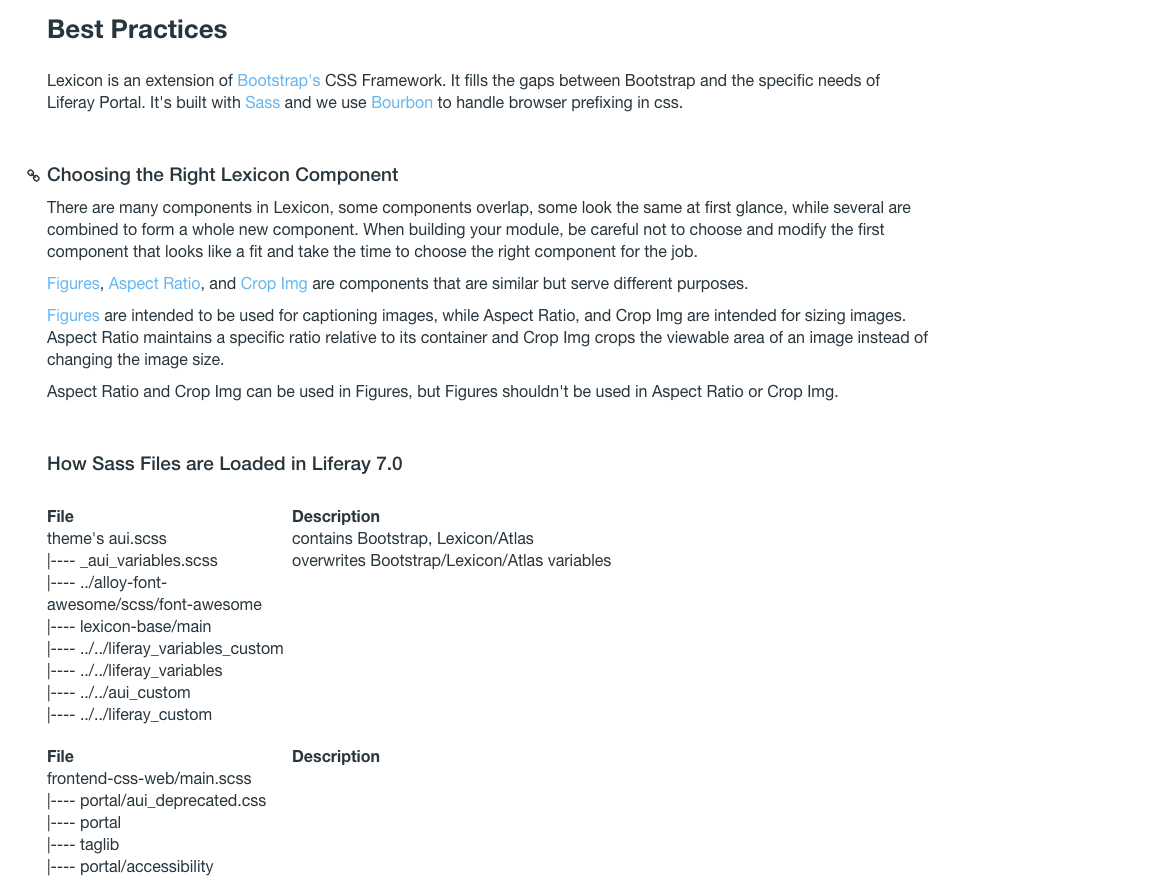 Best Practices
Lexicon is an extension of Bootstrap's CSS Framework. It fills the gaps between Bootstrap and the specific needs of
Liferay Portal. It's built with Sass and we use Bourbon to handle browser prefixing in css.
Choosing the Right Lexicon Component
There are many components in Lexicon, some components overlap, some look the same at first glance, while several are
combined to form a whole new component. When building your module, be careful not to choose and modify the first
component that looks like a fit and take the time to choose the right component for the job.
Figures, Aspect Ratio, and Crop Img are components that are similar but serve different purposes.
Figures are intended to be used for captioning images, while Aspect Ratio, and Crop Img are intended for sizing images.
Aspect Ratio maintains a specific ratio relative to its container and Crop Img crops the viewable area of an image instead of
changing the image size.
Aspect Ratio and Crop Img can be used in Figures, but Figures shouldn't be used in Aspect Ratio or Crop Img.
How Sass Files are Loaded in Liferay 7.0
File Description
theme's aui.scss contains Bootstrap, Lexicon/Atlas
|---- _aui_variables.scss overwrites Bootstrap/Lexicon/Atlas variables
|---- ../alloy-font-
awesome/scss/font-awesome
|---- lexicon-base/main
|---- ../../liferay_variables_custom
|---- ../../liferay_variables
|---- ../../aui_custom
|---- ../../liferay_custom
File Description
frontend-css-web/main.scss
|---- portal/aui_deprecated.css
|---- portal
|---- taglib
|---- portal/accessibility